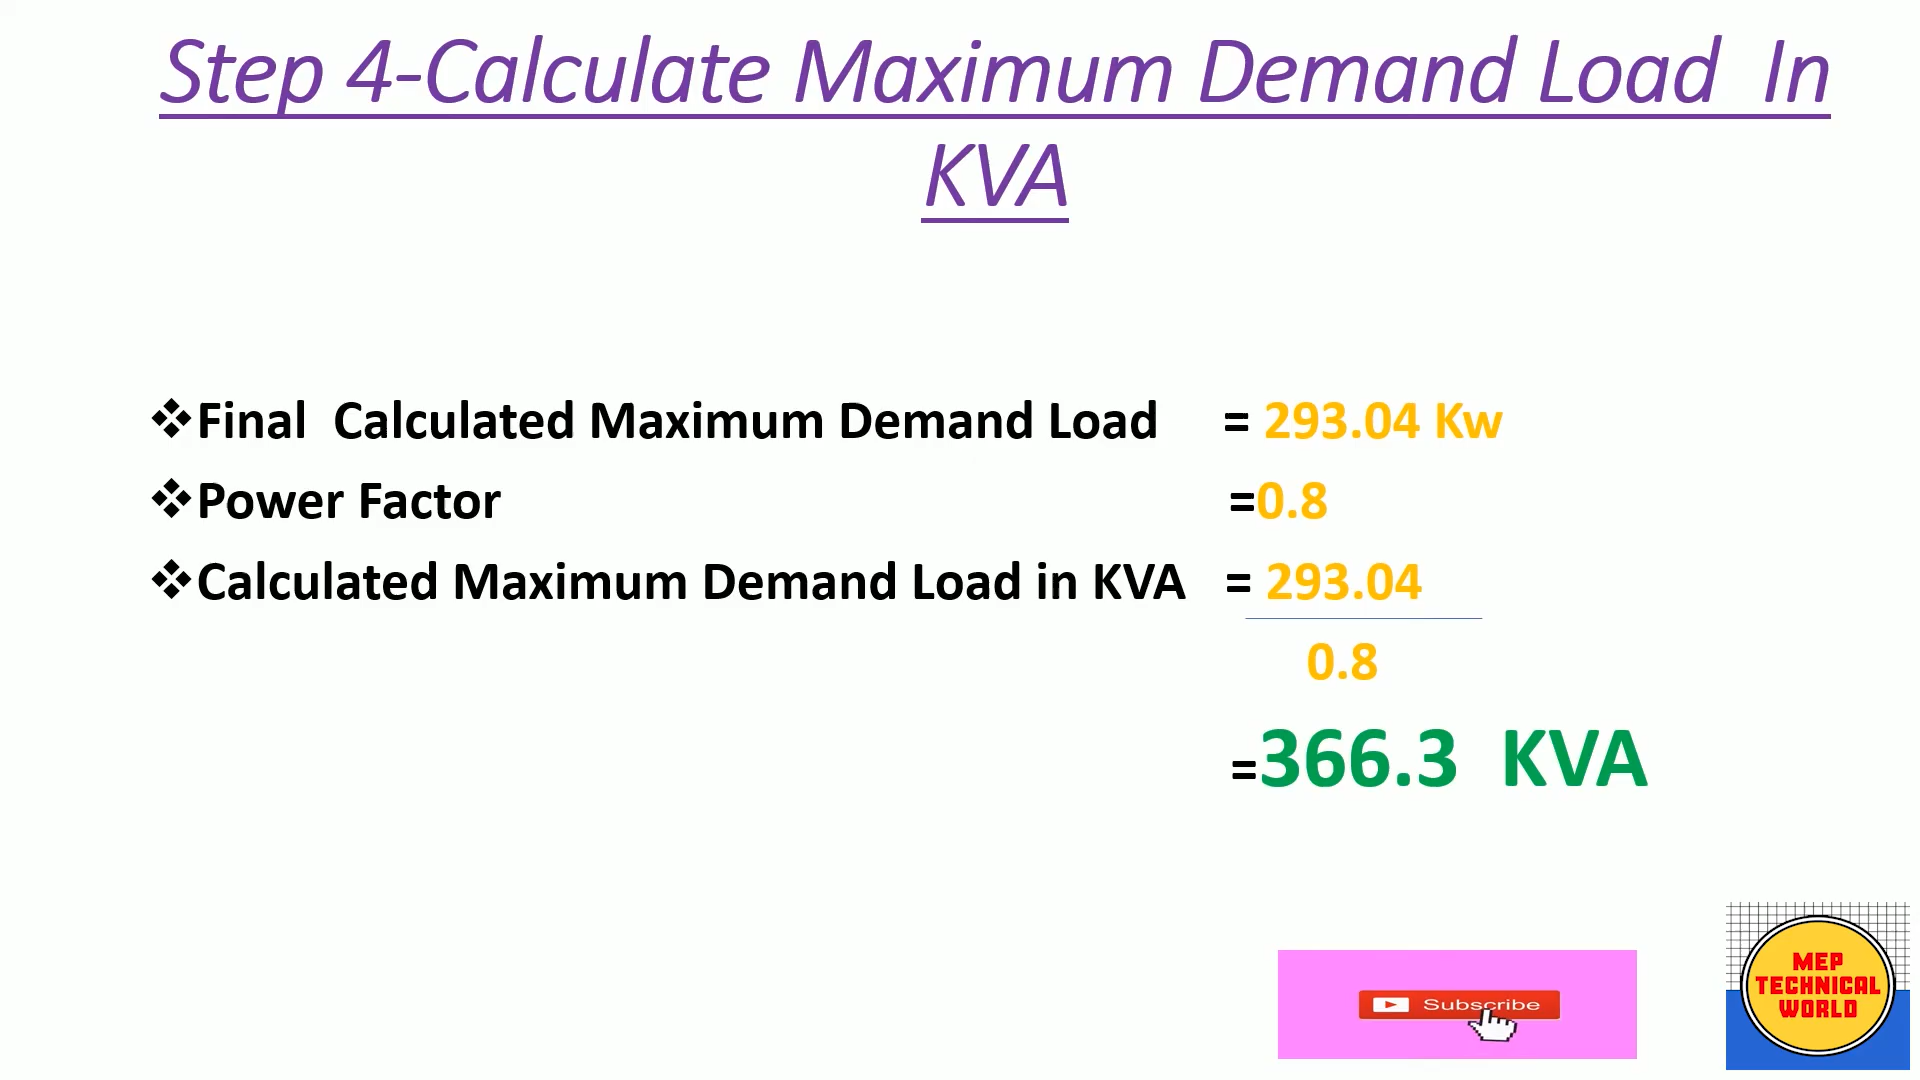 Step 4-Calculate Maximum Demand Load In
KVA
❖Final Calculated Maximum Demand Load = 293.04 Kw
❖Power Factor =0.8
❖Calculated Maximum Demand Load in KVA = 293.04
0.8
=366.3 KVA
Subscribe
MEP
TECHNICAL
WORLD